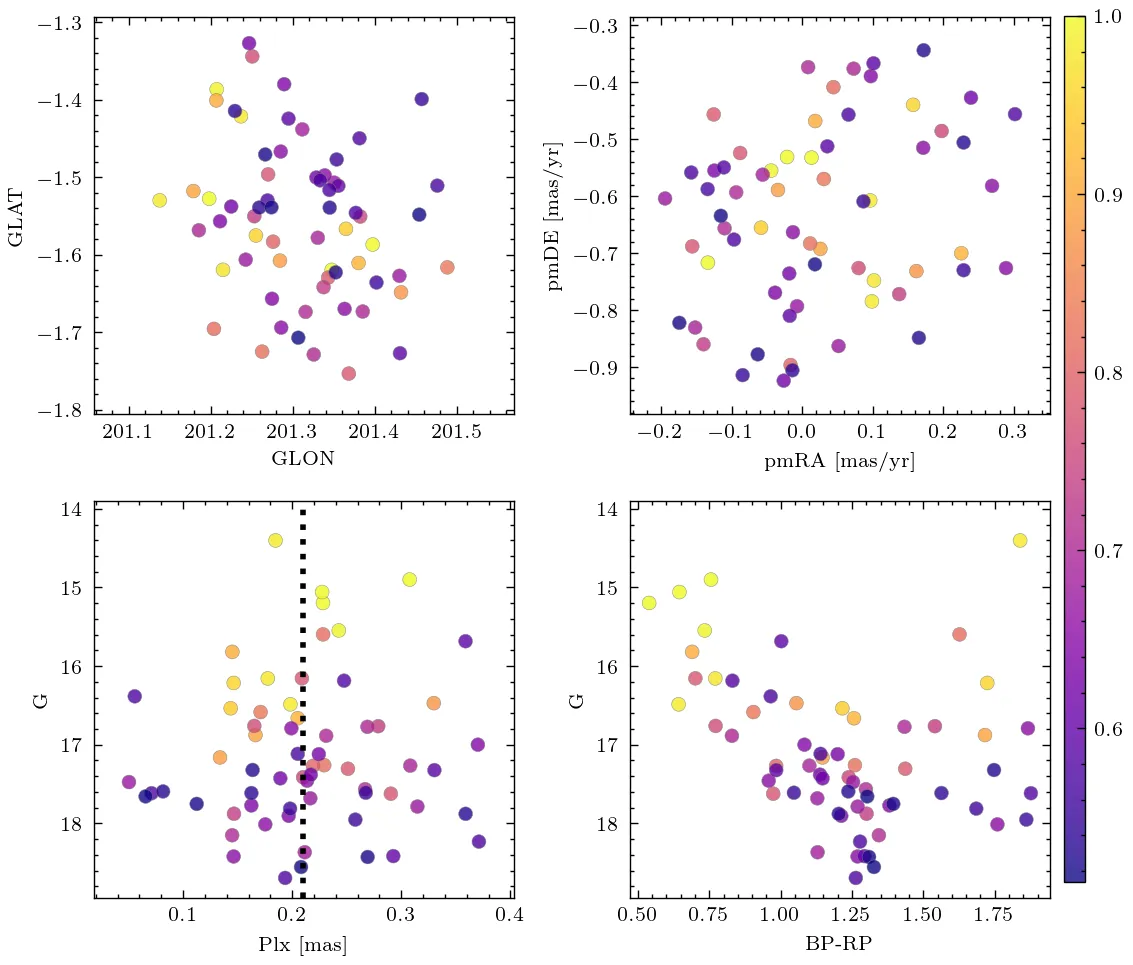 −1.3
−1.4
−1.5
−1.6
−1.7
−1.8
GLAT
201.1 201.2 201.3 201.4 201.5
GLON
−0.3
−0.4
−0.5
−0.6
−0.7
−0.8
−0.9
pmDE [mas/yr]
−0.2 −0.1 0.0 0.1 0.2 0.3
pmRA [mas/yr]
1.0
0.9
0.8
0.7
0.6
14
15
16
17
18
G
0.1 0.2 0.3 0.4
Plx [mas]
14
15
16
17
18
G
0.50 0.75 1.00 1.25 1.50 1.75
BP-RP